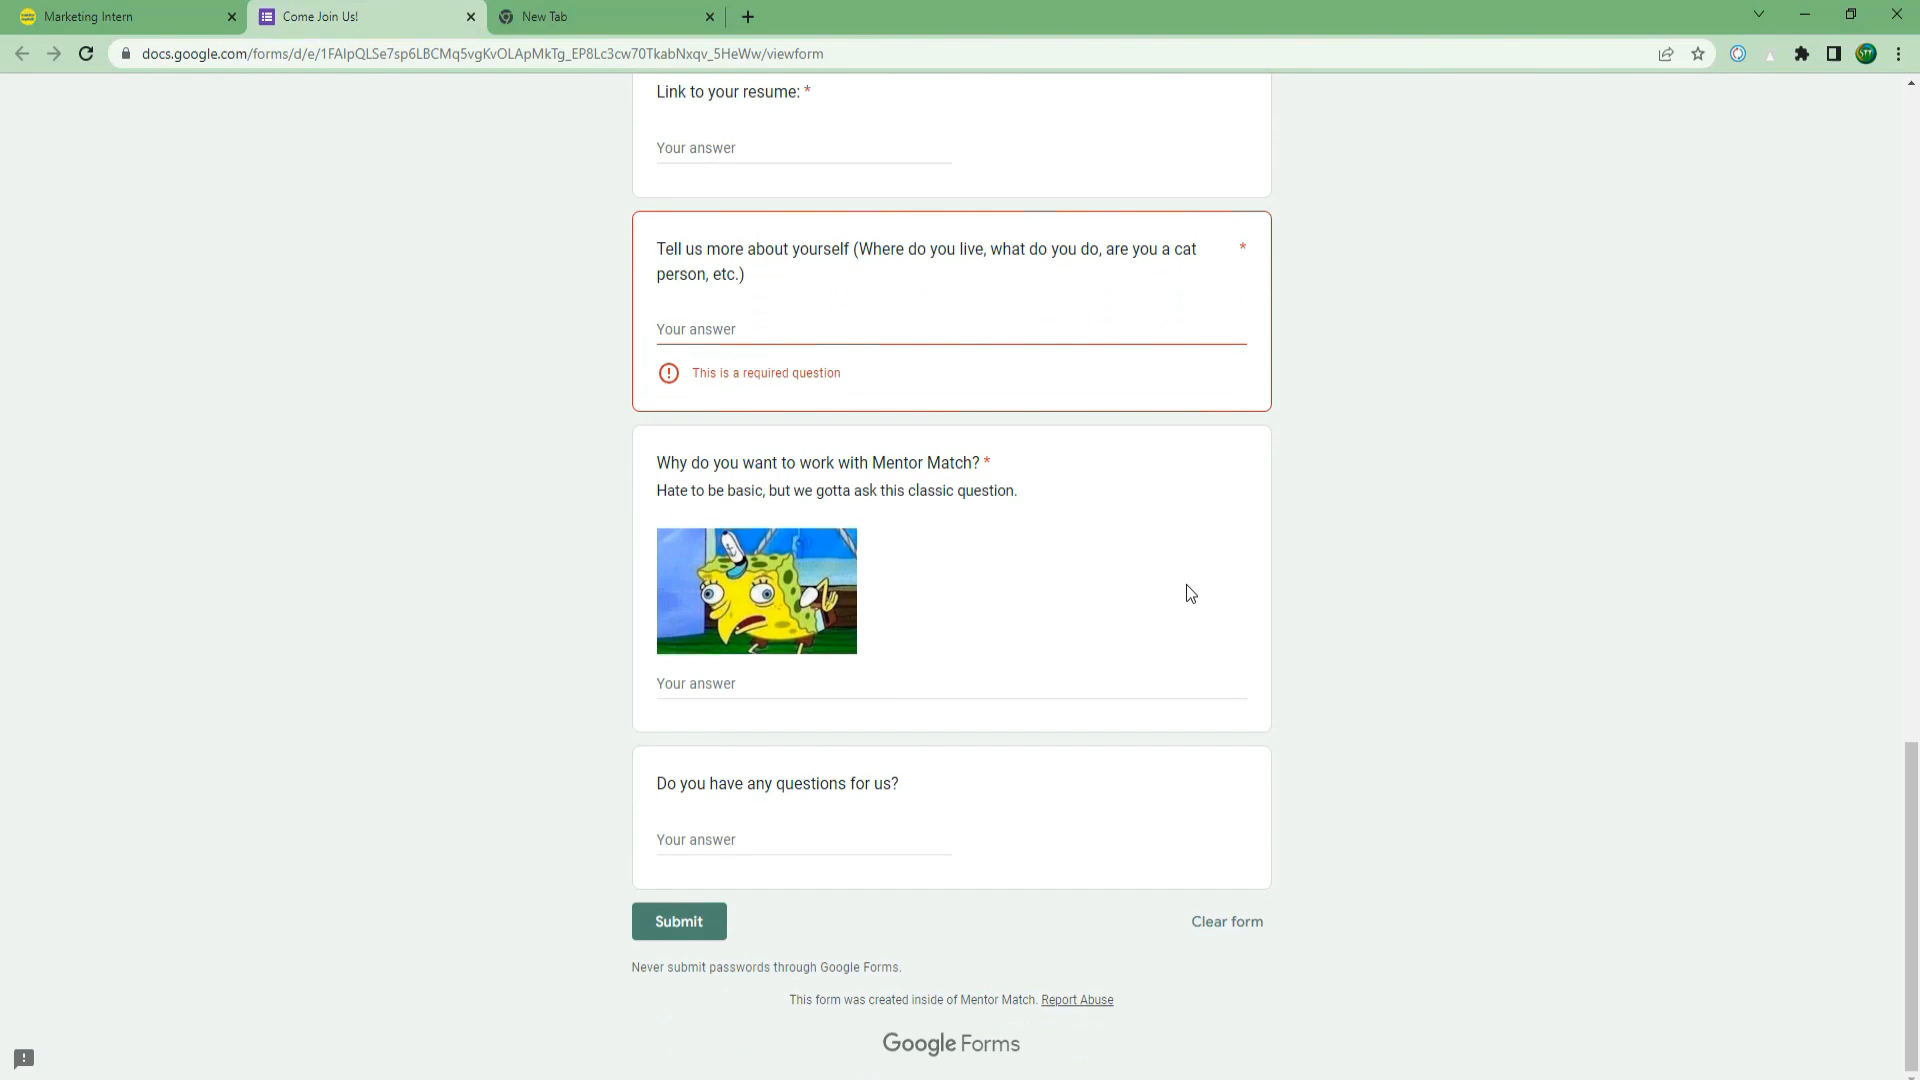 Marketing Intern
Come Join Us!
New Tab
docs.google.com/forms/d/e/1FAIpQLSe7sp6LBCMq5vgKvOLApMkTg_EP8Lc3cw70TkabNxqv_5HeWw/viewform
Link to your resume: *
Your answer
Tell us more about yourself (Where do you live, what do you do, are you a cat *
person, etc.)
Your answer
This is a required question
Why do you want to work with Mentor Match? *
Hate to be basic, but we gotta ask this classic question.
Your answer
Do you have any questions for us?
Your answer
Submit
Clear form
Never submit passwords through Google Forms.
This form was created inside of Mentor Match. Report Abuse
Google Forms